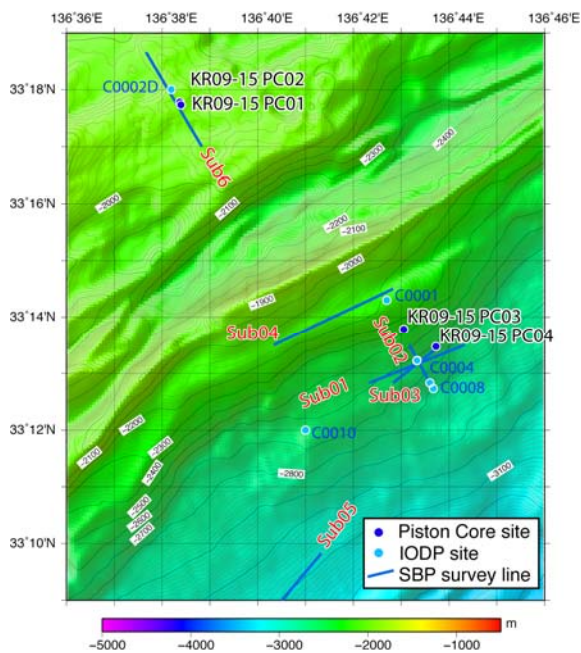 136˚36'E 136˚38' 136˚40' 136˚42' 136˚44' 136˚46'E
33˚18'N
33˚16'
33˚14'
33˚12'
33˚10'
C0002D
KR09-15 PC02
KR09-15 PC01
Sub6
−2400
−2300
−2000
−2100
−2200
−2100
−2000
−1900
C0001
KR09-15 PC03
KR09-15 PC04
Sub04
Sub02
C0004
Sub03
C0008
Sub01
C0010
−2200
−2300
−2100
−2400
−2800
−3100
−2500
−2600
−2700
Sub05
Piston Core site
IODP site
SBP survey line
m
−5000 −4000 −3000 −2000 −1000